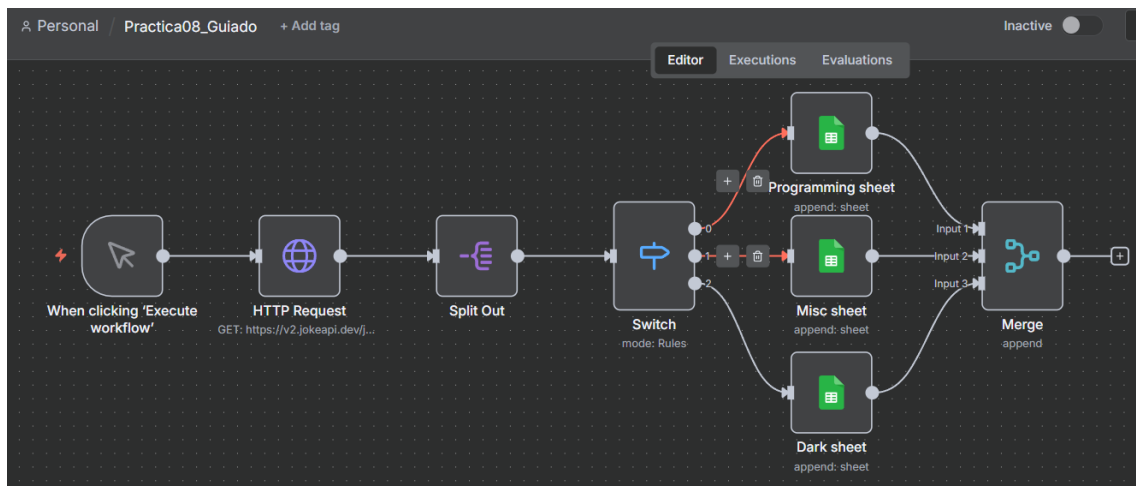 Personal / Practica08_Guiado + Add tag
Inactive
Editor Executions Evaluations
When clicking ‘Execute
workflow’
HTTP Request
GET: https://v2.jokeapi.dev/j...
Split Out
0
1
2
Switch
mode: Rules
Programming sheet
append: sheet
Misc sheet
append: sheet
Dark sheet
append: sheet
Input 1
Input 2
Input 3
Merge
append